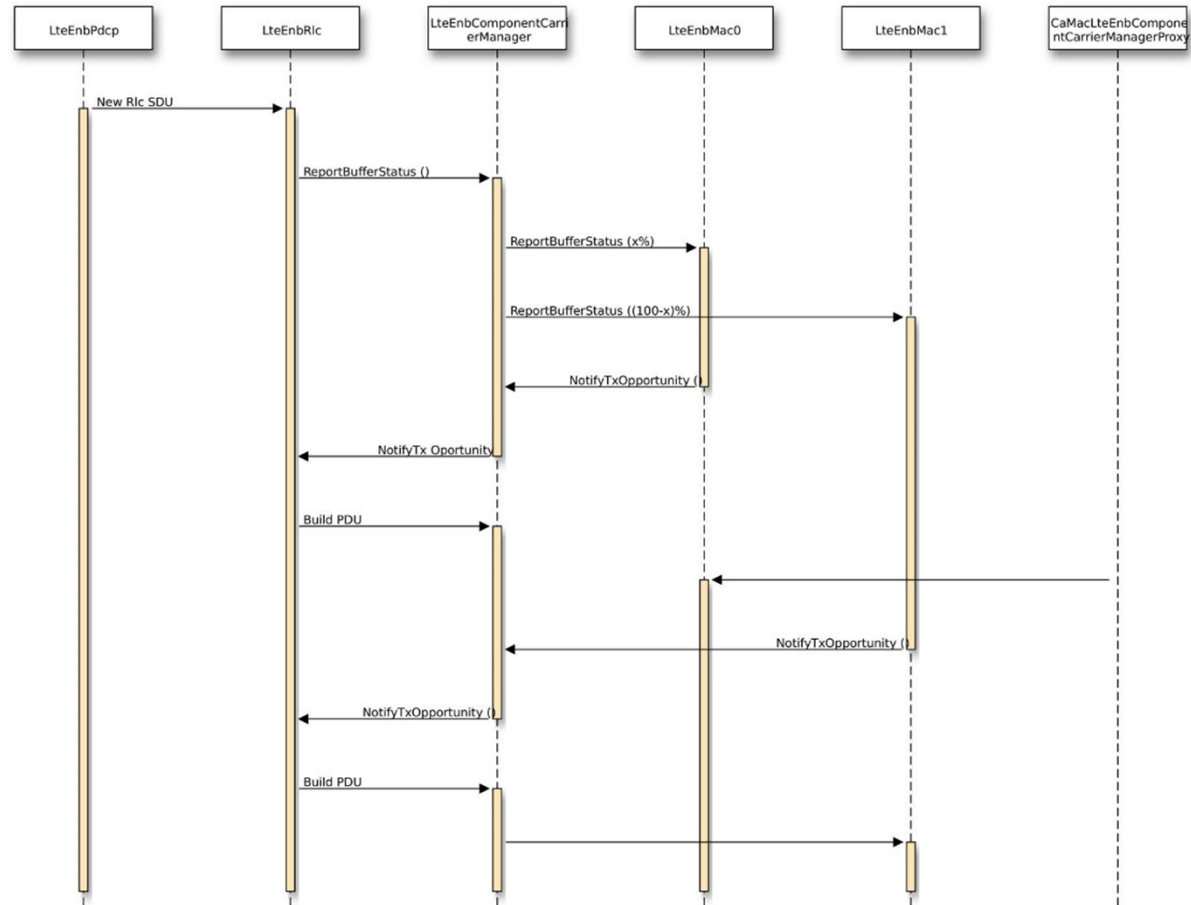 LteEnbPdcp
LteEnbRlc
LteEnbComponentCarri
erManager
LteEnbMac0
LteEnbMac1
CaMacLteEnbCompone
ntCarrierManagerProxy
New Rlc SDU
ReportBufferStatus ()
ReportBufferStatus (x%)
ReportBufferStatus ((100-x)%)
NotifyTxOpportunity ()
NotifyTx Oportunity
Build PDU
NotifyTxOpportunity ()
NotifyTxOpportunity ()
Build PDU